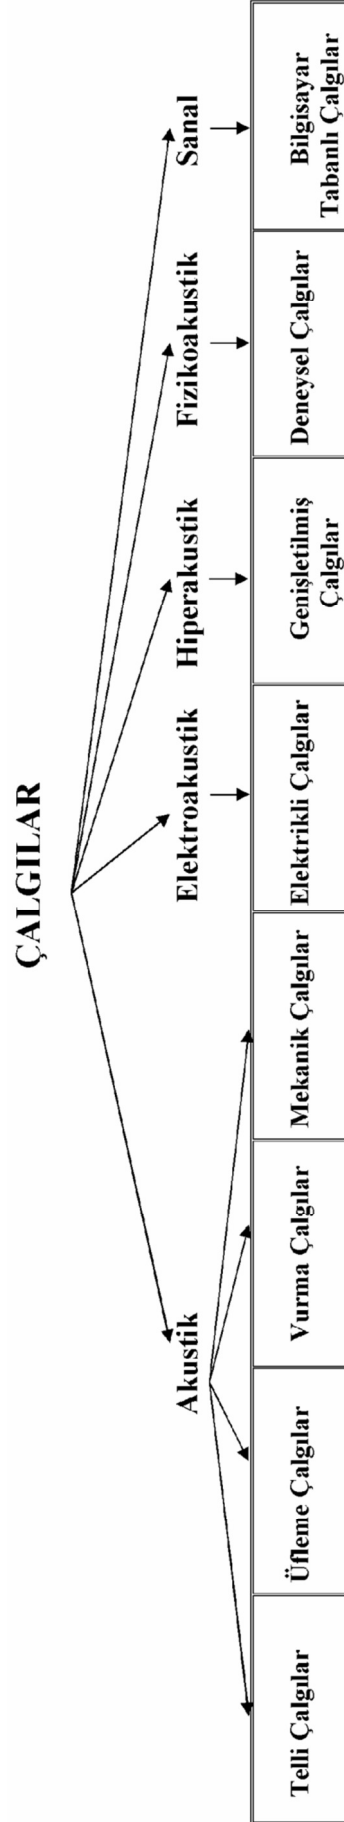 ÇALGILAR
Akustik
Elektroakustik
Hiperakustik
Fizikoakustik
Sanal
Telli Çalgılar
Üfleme Çalgılar
Vurma Çalgılar
Mekanik Çalgılar
Elektrikli Çalgılar
Genişletilmiş
Çalgılar
Deneysel Çalgılar
Bilgisayar
Tabanlı Çalgılar